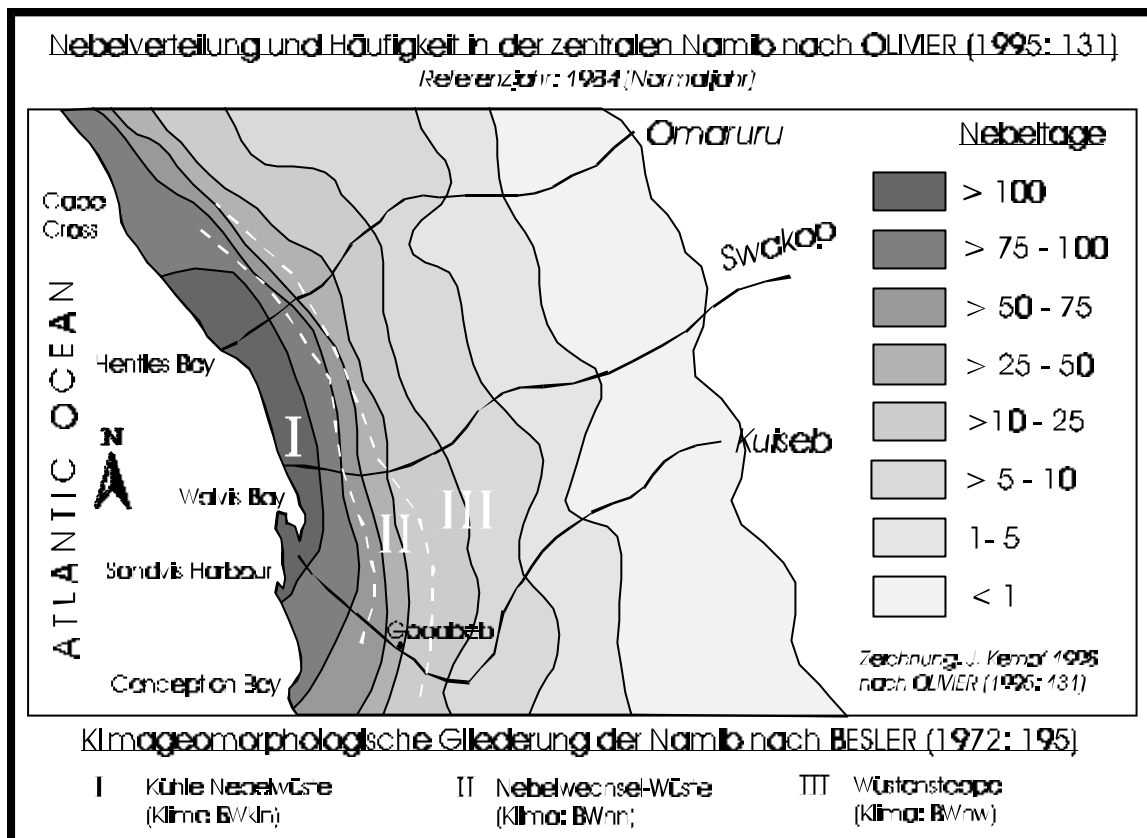 Nebelverteilung und Häufigkeit in der zentralen Namib nach OLIVIER (1995: 131)
Referenzjahr: 1984 (Normaljahr)
Omaruru
Nebeltage
> 100
Cape
Cross
> 75 - 100
Swakop
> 50 - 75
Henties Bay
> 25 - 50
ATLANTIC OCEAN
N
I
>10 - 25
Kuiseb
Walvis Bay
III
> 5 - 10
II
1- 5
Sandvis Harbour
< 1
Gobabeb
Zeichnung: J. Kempf 1998
nach OLIVIER (1995: 131)
Conception Bay
Klimageomorphologische Gliederung der Namib nach BESLER (1972: 195)
I Kühle Nebelwüste
(Klima: BWkln)
II Nebelwechsel-Wüste
(Klima: BWnn)
III Wüstensteppe
(Klima: BWhw)